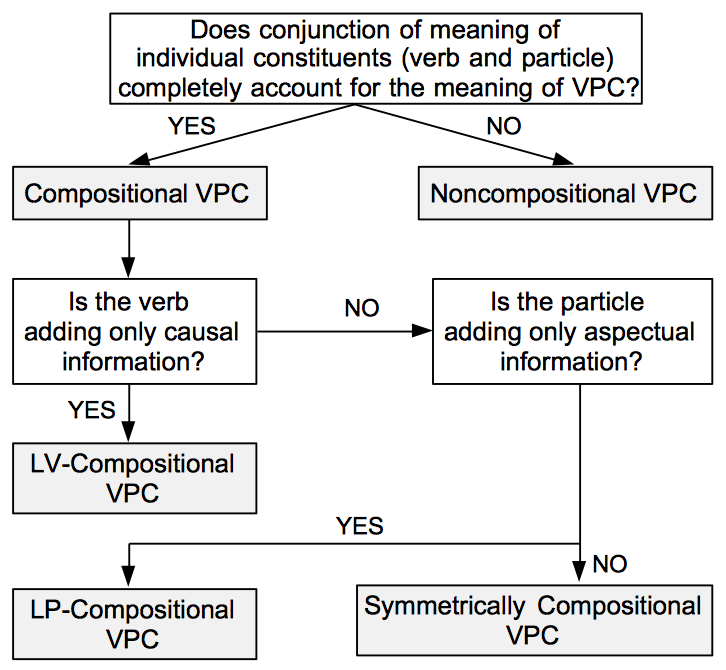 Does conjunction of meaning of
individual constituents (verb and particle)
completely account for the meaning of VPC?
YES
NO
Compositional VPC
Noncompositional VPC
Is the verb
adding only causal
information?
NO
Is the particle
adding only aspectual
information?
YES
LV-Compositional
VPC
YES
NO
LP-Compositional
VPC
Symmetrically Compositional
VPC